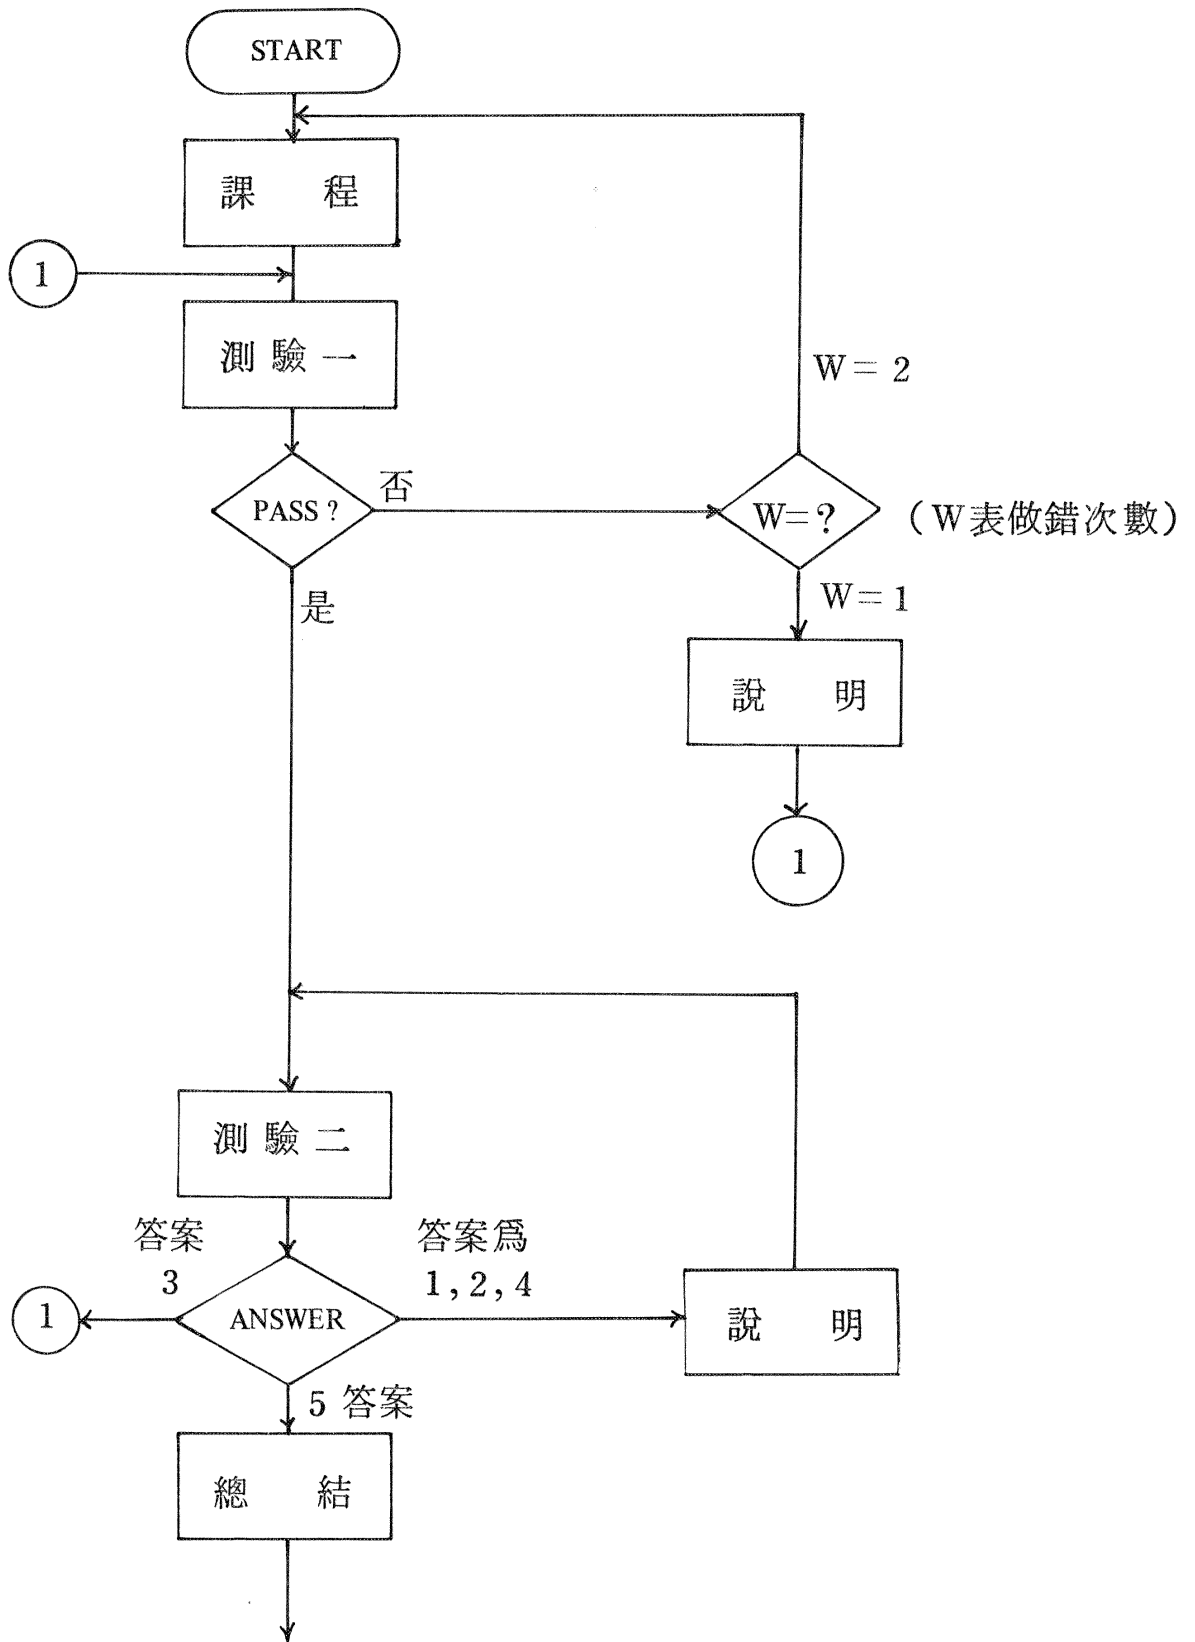 START
課 程
1
測 驗 一
W = 2
PASS ?
否
W = ?
(W表做錯次數)
是
W = 1
說 明
1
測 驗 二
答案
3
答案爲
1 , 2 , 4
1
ANSWER
說 明
5 答案
總 結